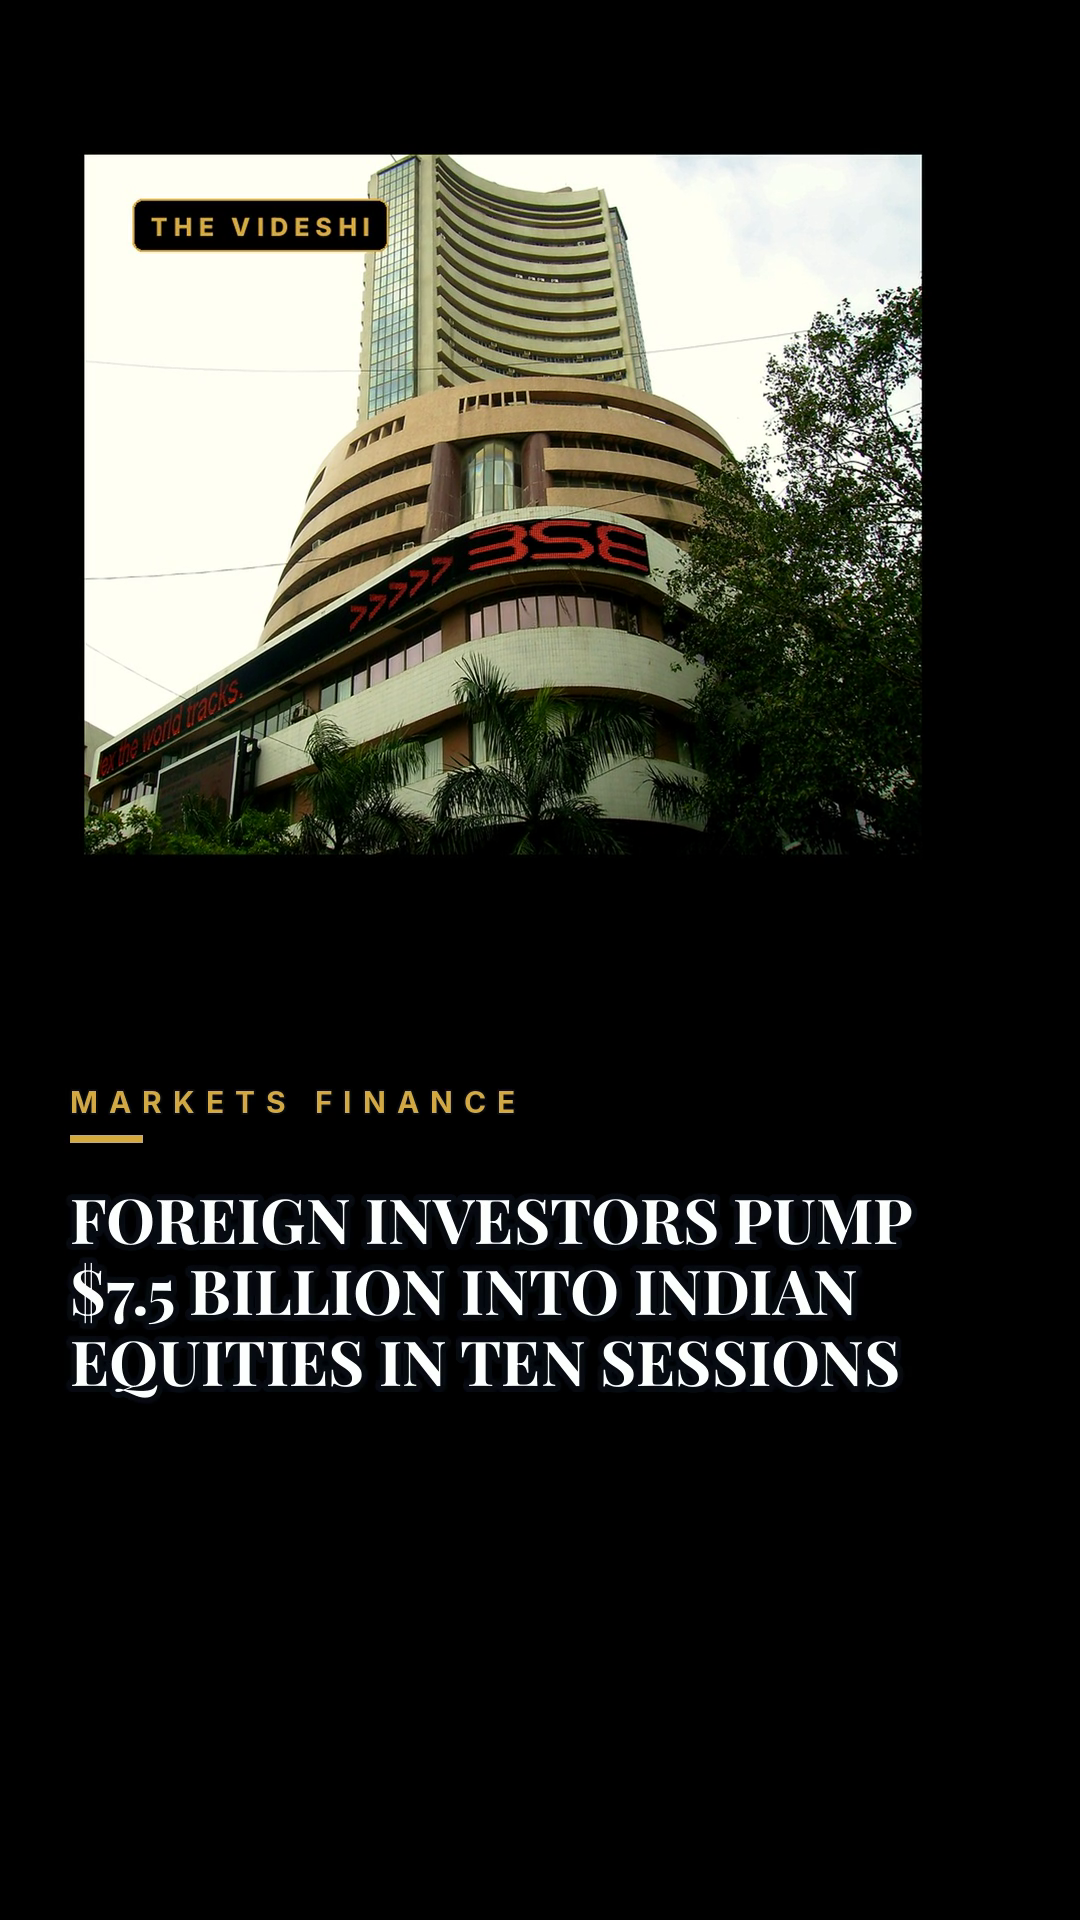 THE VIDESHI
>>>>> BSE
ex the world tracks.
MARKETS FINANCE
FOREIGN INVESTORS PUMP
$7.5 BILLION INTO INDIAN
EQUITIES IN TEN SESSIONS